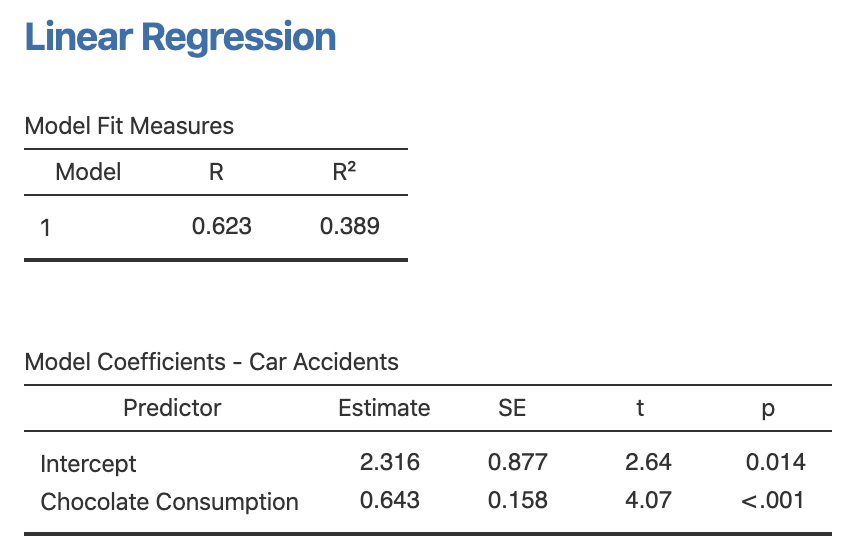 Linear Regression
Model Fit Measures
Model R R²
1 0.623 0.389
Model Coefficients - Car Accidents
Predictor Estimate SE t p
Intercept 2.316 0.877 2.64 0.014
Chocolate Consumption 0.643 0.158 4.07 <.001